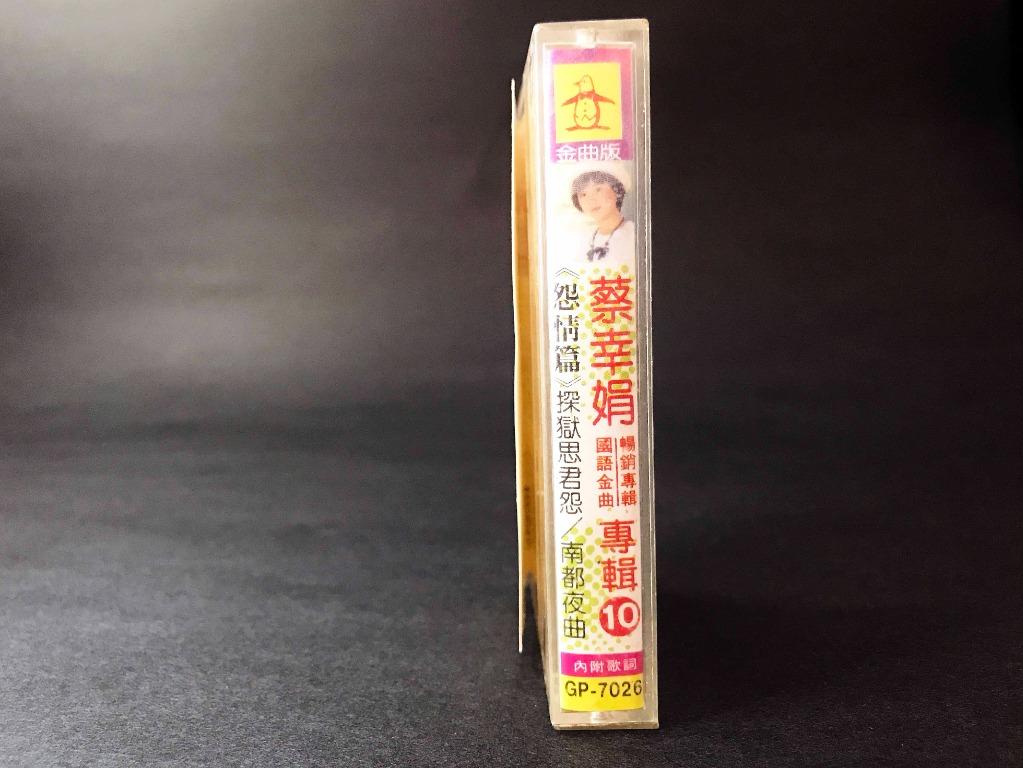 金曲版
蔡幸娟
暢銷專輯、
國語金曲。
專輯
10
《怨情篇》探獄思君怨/南都夜曲
內附歌詞
GP-7026